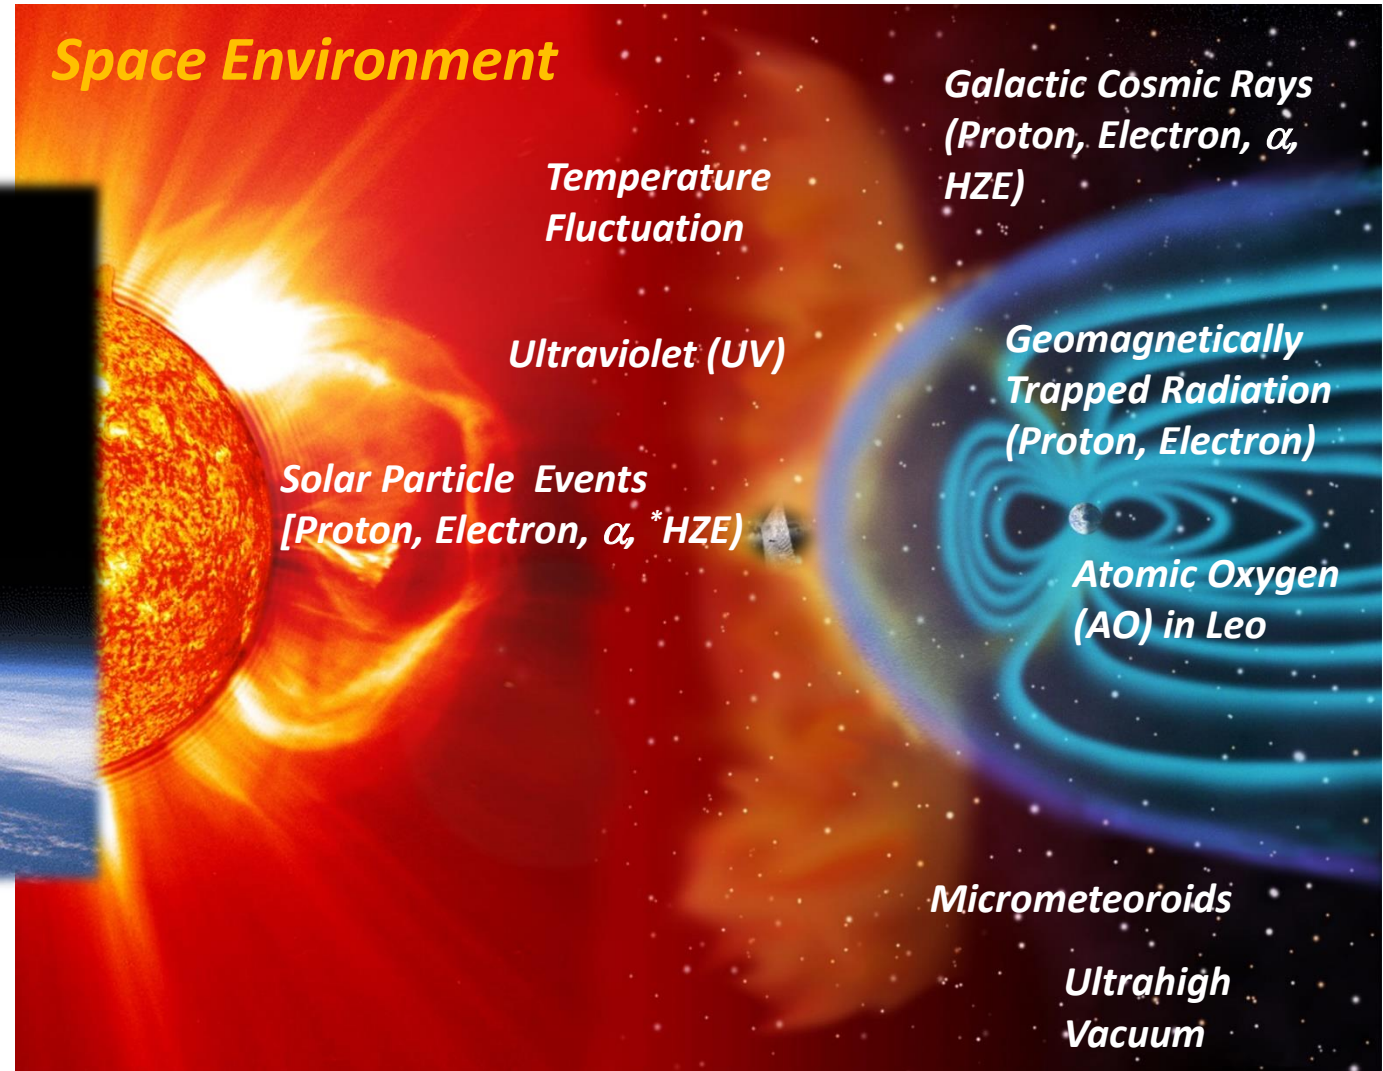 Space Environment
Galactic Cosmic Rays
(Proton, Electron, α,
HZE)
Temperature
Fluctuation
Ultraviolet (UV)
Geomagnetically
Trapped Radiation
(Proton, Electron)
Solar Particle  Events
[Proton, Electron, α, *HZE)
Atomic Oxygen
(AO) in Leo
Micrometeoroids
Ultrahigh
Vacuum